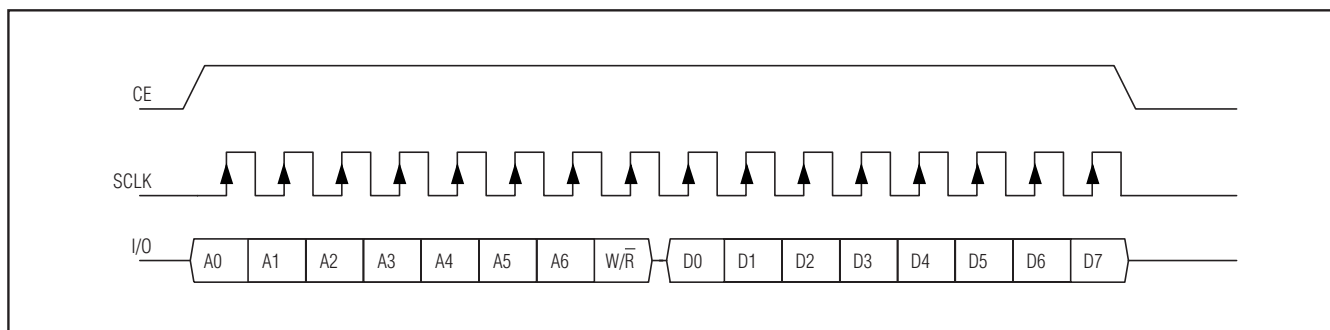 CE
SCLK
I/O A0 A1 A2 A3 A4 A5 A6 W/R̅ D0 D1 D2 D3 D4 D5 D6 D7